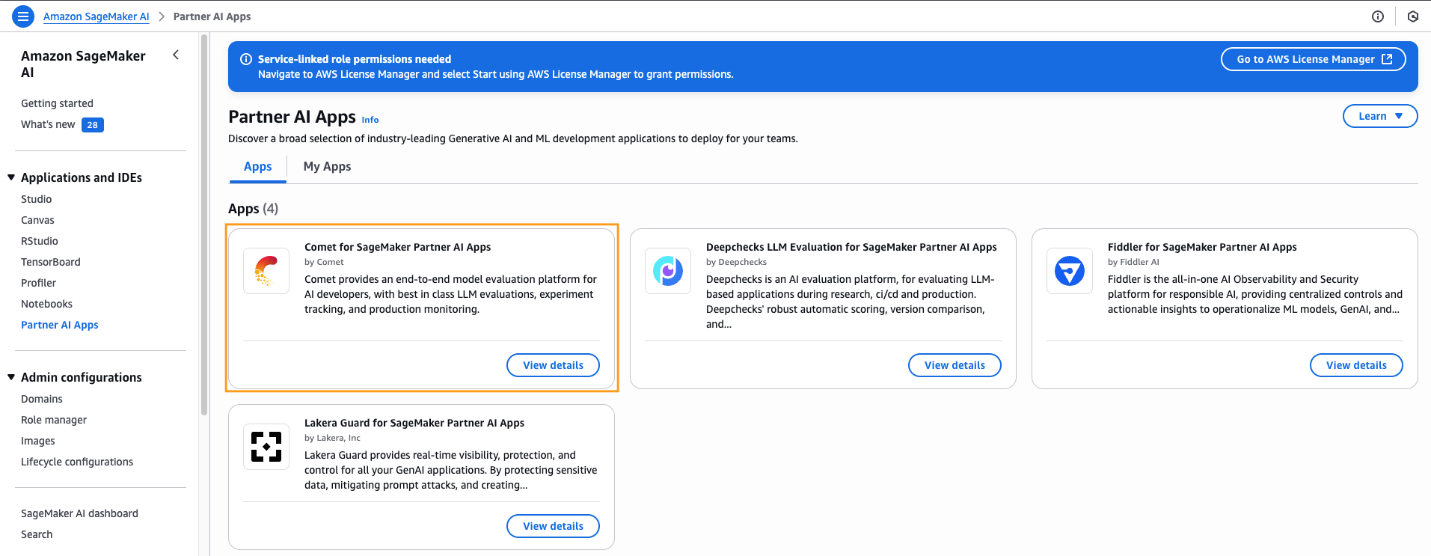 Amazon SageMaker AI > Partner AI Apps
Amazon SageMaker
AI
Getting started
What's new 28
Applications and IDEs
Studio
Canvas
RStudio
TensorBoard
Profiler
Notebooks
Partner AI Apps
Admin configurations
Domains
Role manager
Images
Lifecycle configurations
SageMaker AI dashboard
Search
Service-linked role permissions needed
Navigate to AWS License Manager and select Start using AWS License Manager to grant permissions.
Go to AWS License Manager
Partner AI Apps Info
Learn
Discover a broad selection of industry-leading Generative AI and ML development applications to deploy for your teams.
Apps
My Apps
Apps (4)
Comet for SageMaker Partner AI Apps
by Comet
Comet provides an end-to-end model evaluation platform for
AI developers, with best in class LLM evaluations, experiment
tracking, and production monitoring.
View details
Deepchecks LLM Evaluation for SageMaker Partner AI Apps
by Deepchecks
Deepchecks is an AI evaluation platform, for evaluating LLM-
based applications during research, ci/cd and production.
Deepchecks' robust automatic scoring, version comparison,
and...
View details
Fiddler for SageMaker Partner AI Apps
by Fiddler AI
Fiddler is the all-in-one AI Observability and Security
platform for responsible AI, providing centralized controls and
actionable insights to operationalize ML models, GenAI, and...
View details
Lakera Guard for SageMaker Partner AI Apps
by Lakera, Inc
Lakera Guard provides real-time visibility, protection, and
control for all your GenAI applications. By protecting sensitive
data, mitigating prompt attacks, and creating...
View details